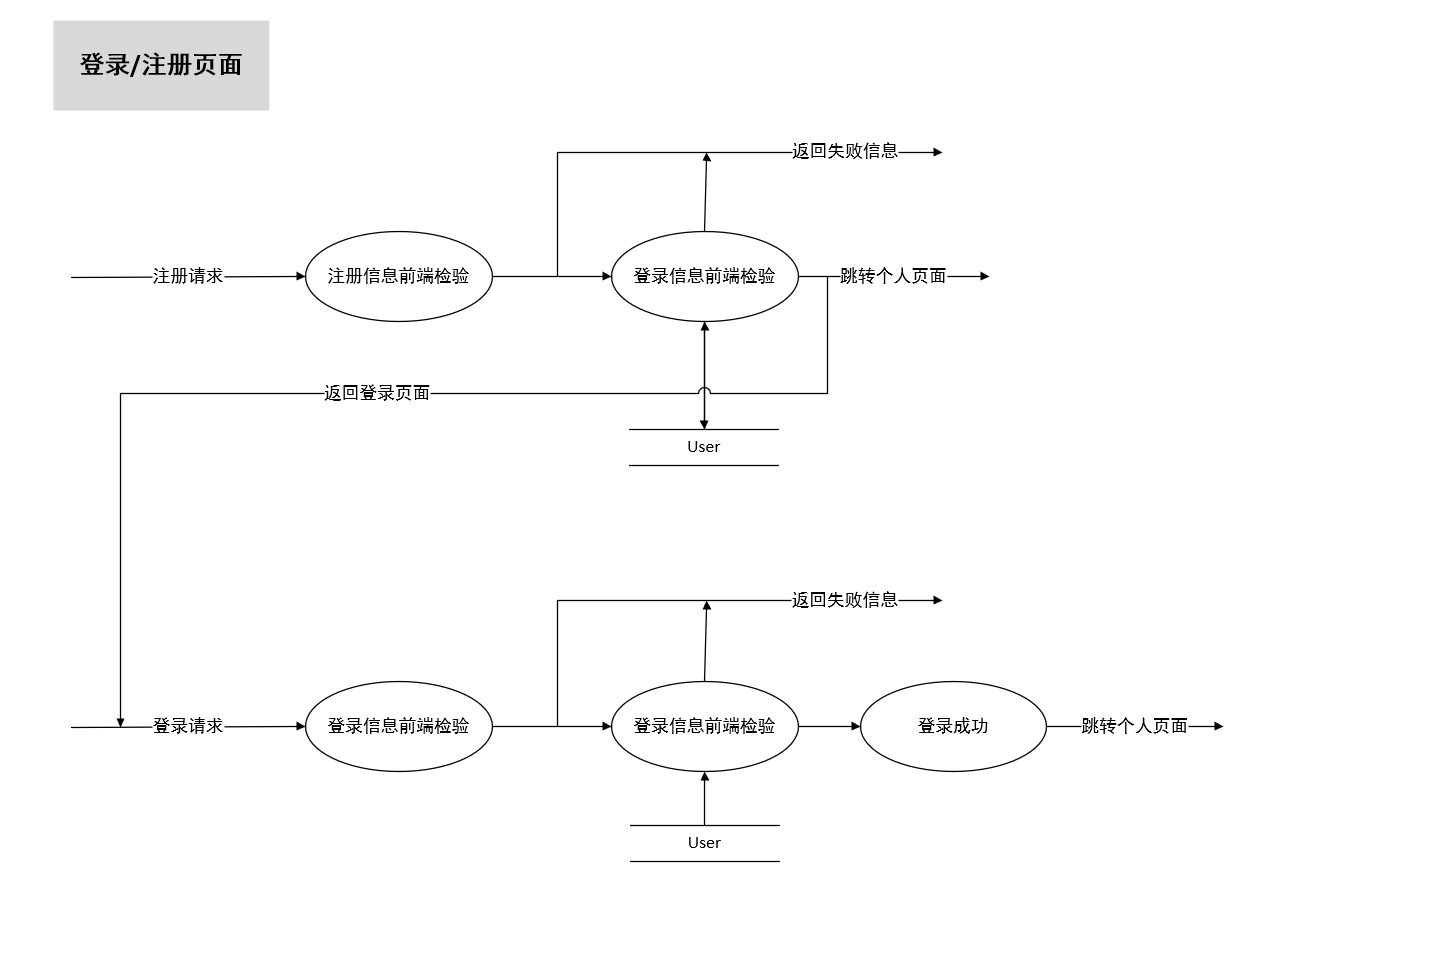 登录/注册页面
返回失败信息
注册请求
注册信息前端检验
登录信息前端检验
跳转个人页面
返回登录页面
User
返回失败信息
登录请求
登录信息前端检验
登录信息前端检验
登录成功
跳转个人页面
User